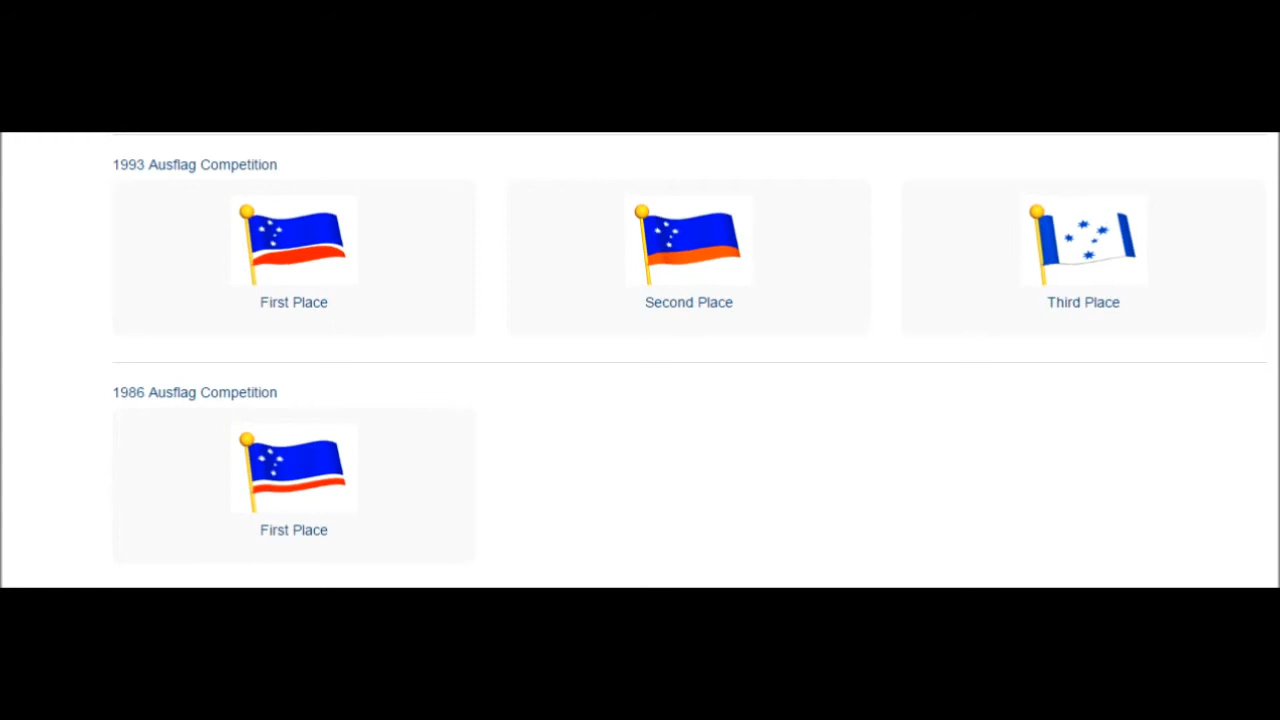 1993 Ausflag Competition
First Place
Second Place
Third Place
1986 Ausflag Competition
First Place